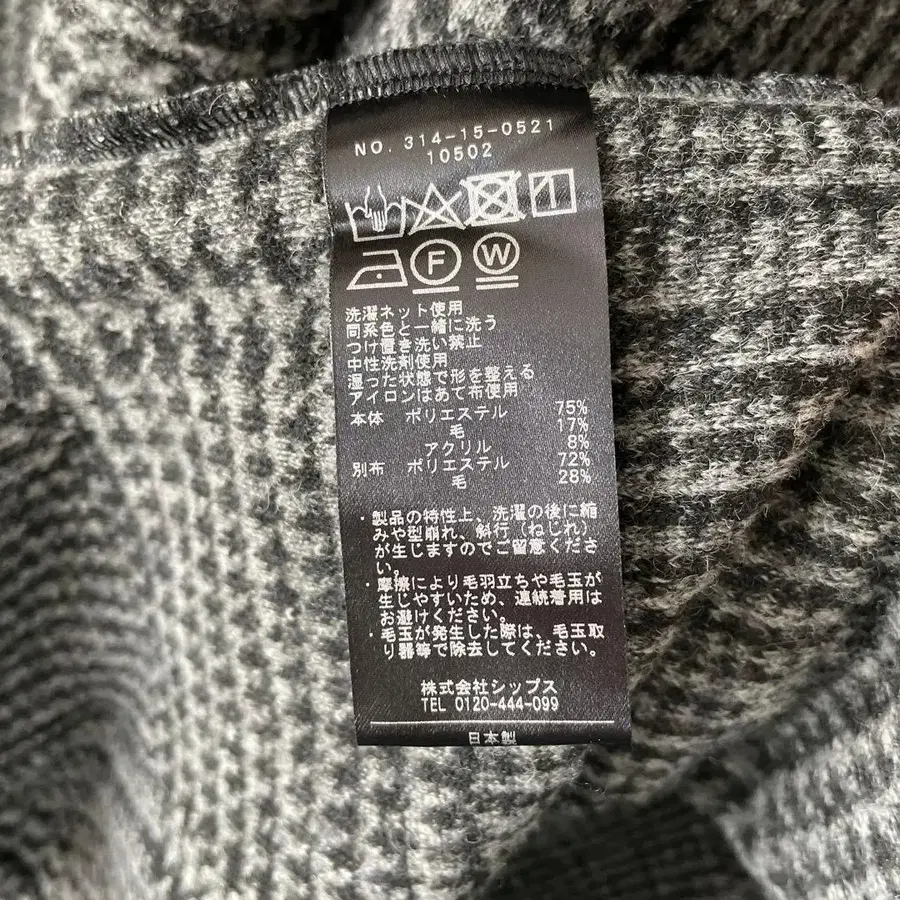 NO. 314-15-0521
10502
F
W
洗濯ネット使用
同系色と一緒に洗う
つけ置き洗い禁止
中性洗剤使用
湿った状態で形を整える
アイロンはあて布使用
本体 ポリエステル 75%
毛 17%
アクリル 8%
別布 ポリエステル 72%
毛 28%
・製品の特性上、洗濯の後に縮
みや型崩れ、斜行(ねじれ)
が生じますのでご留意くださ
い。
・摩擦により毛羽立ちや毛玉が
生じやすいため、連続着用は
お避けください。
・毛玉が発生した際は、毛玉取
り器等で除去してください。
株式会社シップス
TEL 0120-444-099
日本製